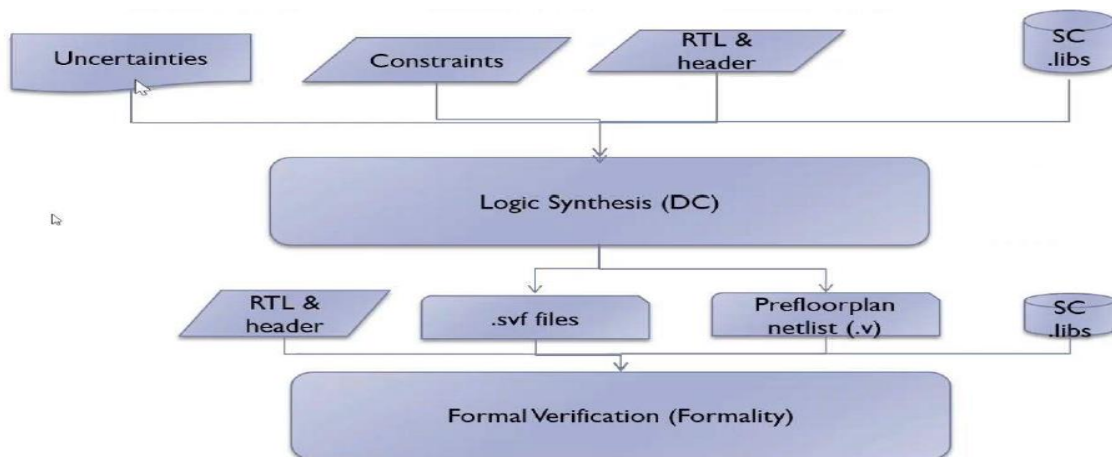 Uncertainties
Constraints
RTL &
header
SC
.libs
Logic Synthesis (DC)
RTL &
header
.svf files
Prefloorplan
netlist (.v)
SC
.libs
Formal Verification (Formality)